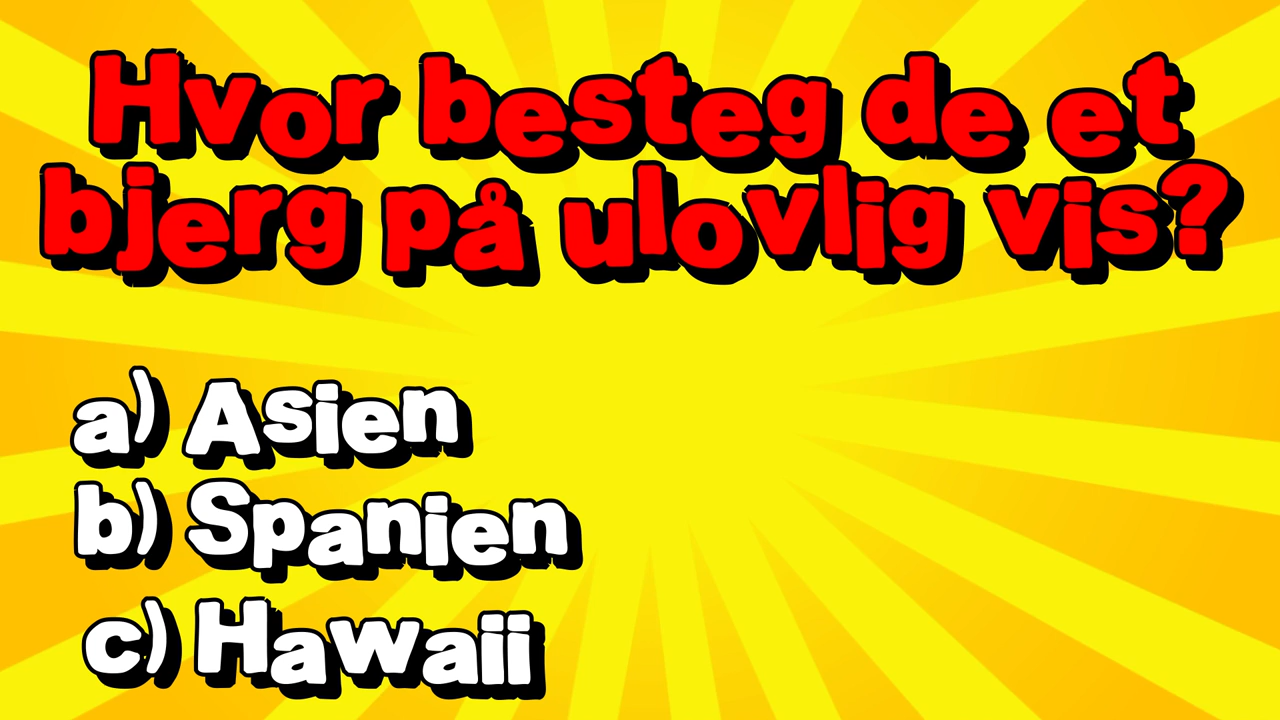 Hvor besteg de et
bjerg på ulovlig vis?
a) Asien
b) Spanien
c) Hawaii